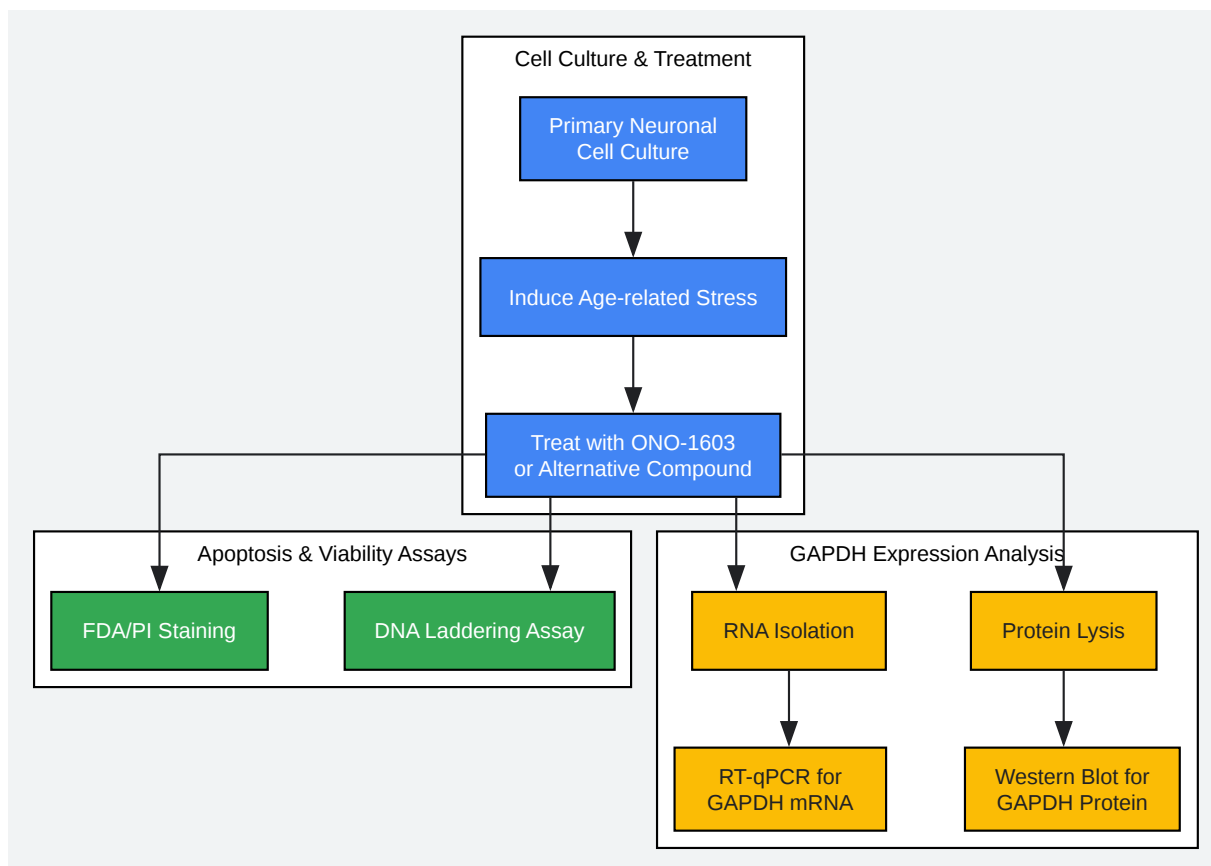 Cell Culture & Treatment
Primary Neuronal
Cell Culture
Induce Age-related Stress
Treat with ONO-1603
or Alternative Compound
Apoptosis & Viability Assays
FDA/PI Staining
DNA Laddering Assay
GAPDH Expression Analysis
RNA Isolation
Protein Lysis
RT-qPCR for
GAPDH mRNA
Western Blot for
GAPDH Protein